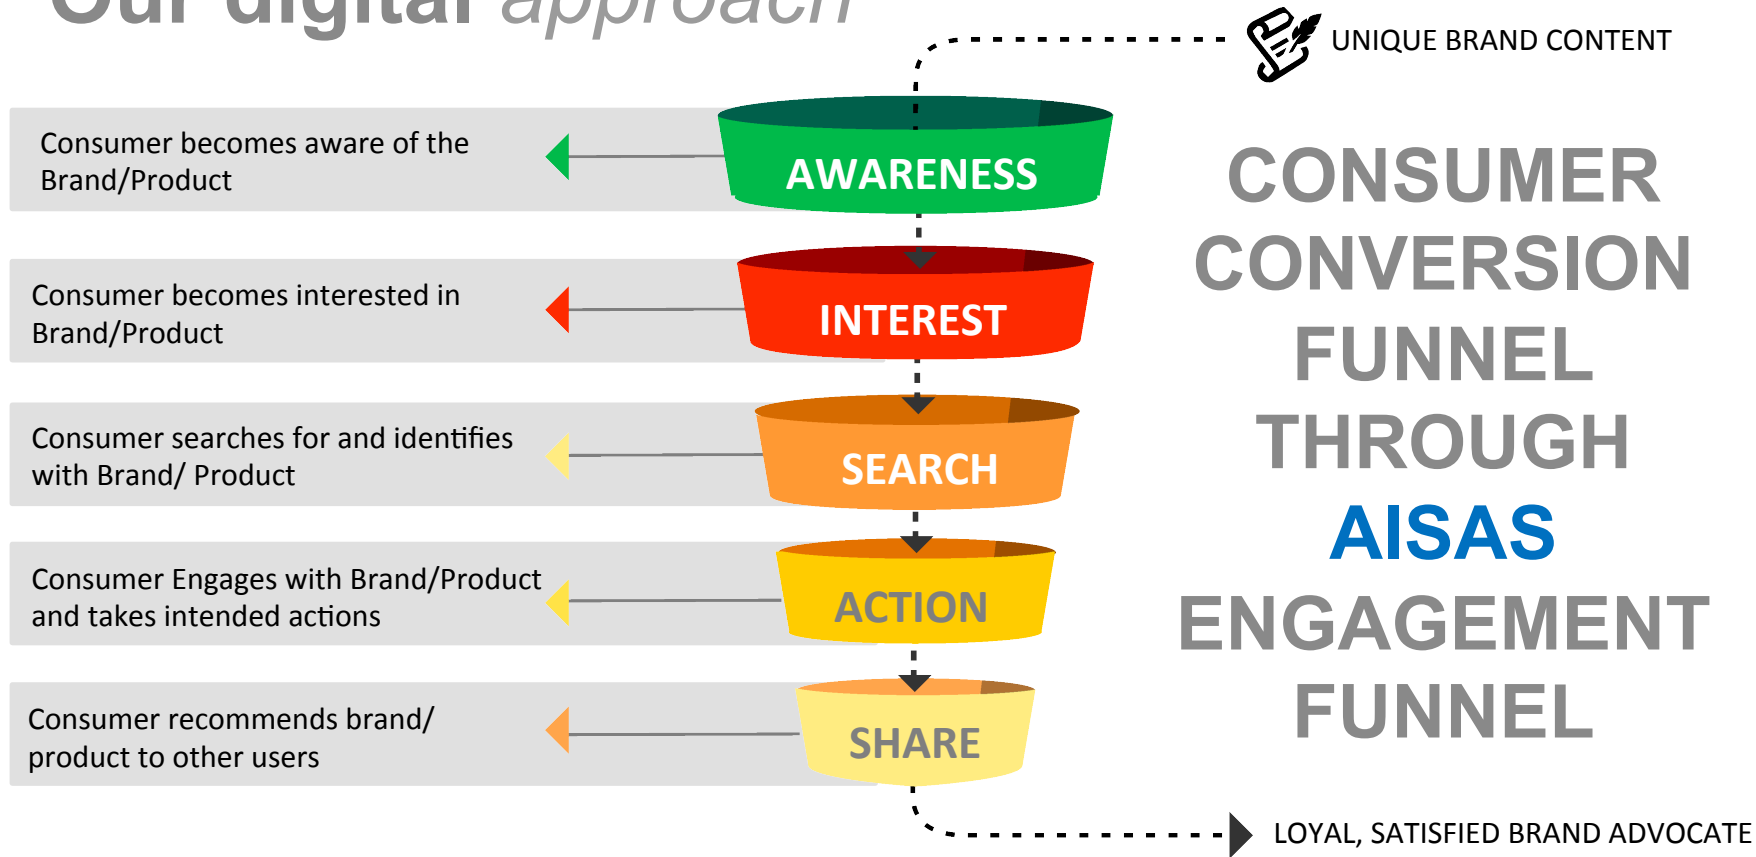 Our digital approach
UNIQUE BRAND CONTENT
Consumer becomes aware of the
Brand/Product
AWARENESS
Consumer becomes interested in
Brand/Product
INTEREST
Consumer searches for and identifies
with Brand/ Product
SEARCH
Consumer Engages with Brand/Product
and takes intended actions
ACTION
Consumer recommends brand/
product to other users
SHARE
CONSUMER
CONVERSION
FUNNEL
THROUGH
AISAS
ENGAGEMENT
FUNNEL
LOYAL, SATISFIED BRAND ADVOCATE